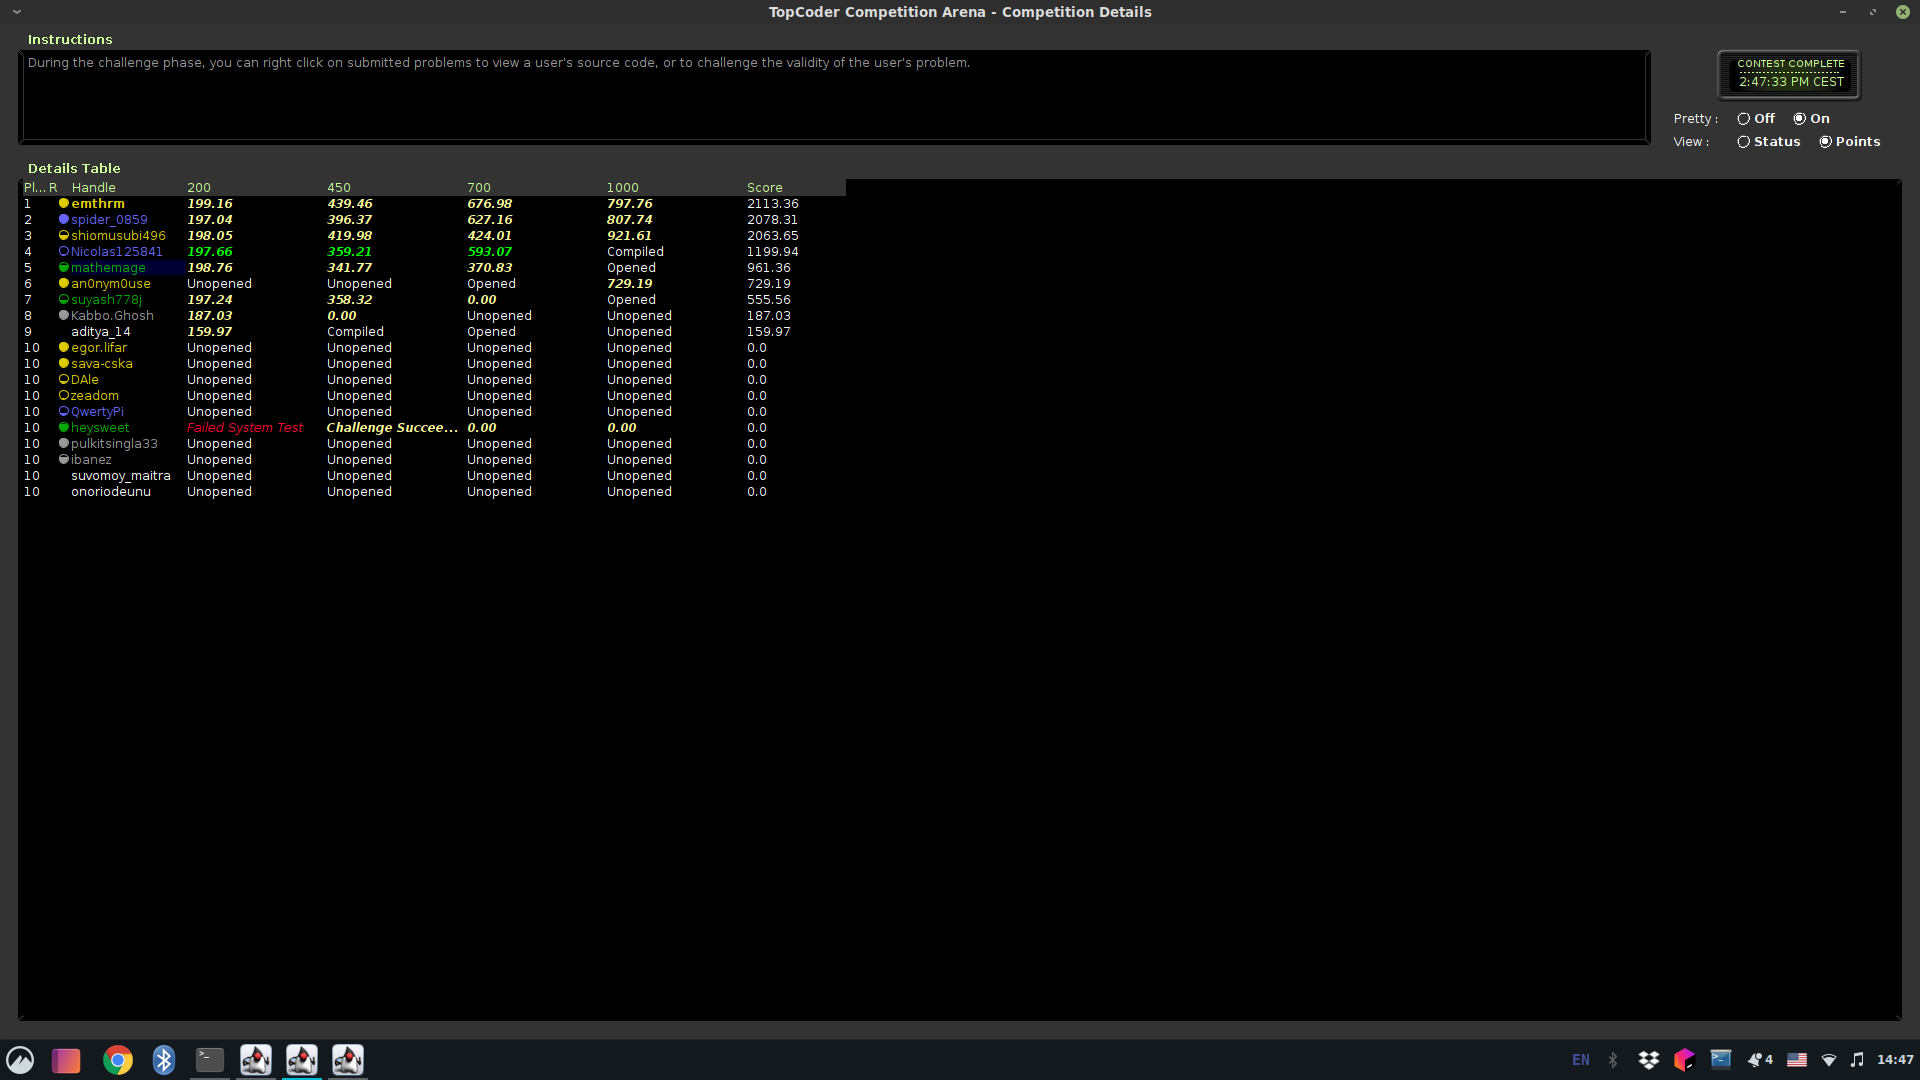 TopCoder Competition Arena - Competition Details
Instructions
During the challenge phase, you can right click on submitted problems to view a user's source code, or to challenge the validity of the user's problem.
CONTEST COMPLETE
2:47:33 PM CEST
Pretty : Off On
View : Status Points
Details Table
Pl... R Handle 200 450 700 1000 Score
1 emthrm 199.16 439.46 676.98 797.76 2113.36
2 spider_0859 197.04 396.37 627.16 807.74 2078.31
3 shiomusubi496 198.05 419.98 424.01 921.61 2063.65
4 Nicolas125841 197.66 359.21 593.07 Compiled 1199.94
5 mathemage 198.76 341.77 370.83 Opened 961.36
6 an0nym0use Unopened Unopened Opened 729.19 729.19
7 suyash778j 197.24 358.32 0.00 Opened 555.56
8 Kabbo.Ghosh 187.03 0.00 Unopened Unopened 187.03
9 aditya_14 159.97 Compiled Opened Unopened 159.97
10 egor.lifar Unopened Unopened Unopened Unopened 0.0
10 sava-cska Unopened Unopened Unopened Unopened 0.0
10 DAle Unopened Unopened Unopened Unopened 0.0
10 zeadom Unopened Unopened Unopened Unopened 0.0
10 QwertyPi Unopened Unopened Unopened Unopened 0.0
10 heysweet Failed System Test Challenge Succee... 0.00 0.00 0.0
10 pulkitsingla33 Unopened Unopened Unopened Unopened 0.0
10 ibanez Unopened Unopened Unopened Unopened 0.0
10 suvomoy_maitra Unopened Unopened Unopened Unopened 0.0
10 onoriodeunu Unopened Unopened Unopened Unopened 0.0
EN 4 14:47